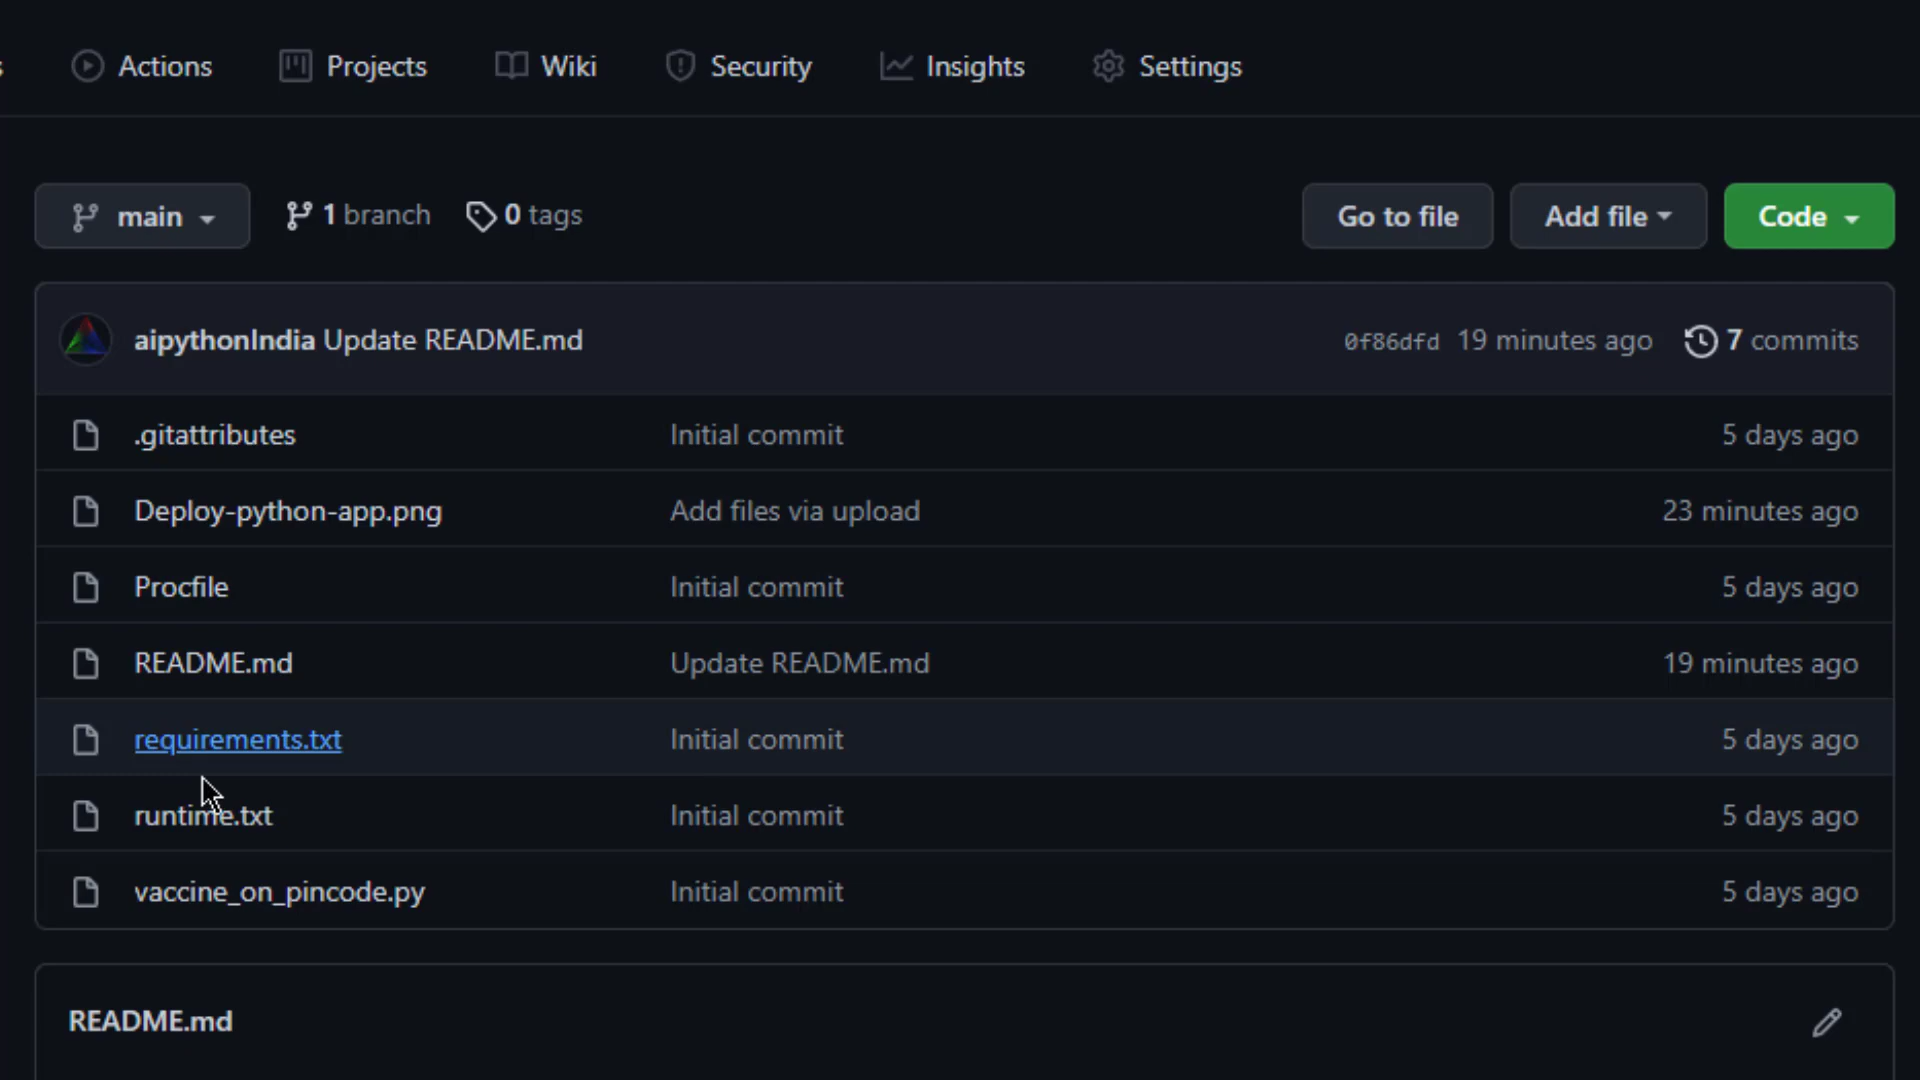 Actions Projects Wiki Security Insights Settings
main 1 branch 0 tags Go to file Add file Code
aipythonIndia Update README.md 0f86dfd 19 minutes ago 7 commits
.gitattributes Initial commit 5 days ago
Deploy-python-app.png Add files via upload 23 minutes ago
Procfile Initial commit 5 days ago
README.md Update README.md 19 minutes ago
requirements.txt Initial commit 5 days ago
runtime.txt Initial commit 5 days ago
vaccine_on_pincode.py Initial commit 5 days ago
README.md